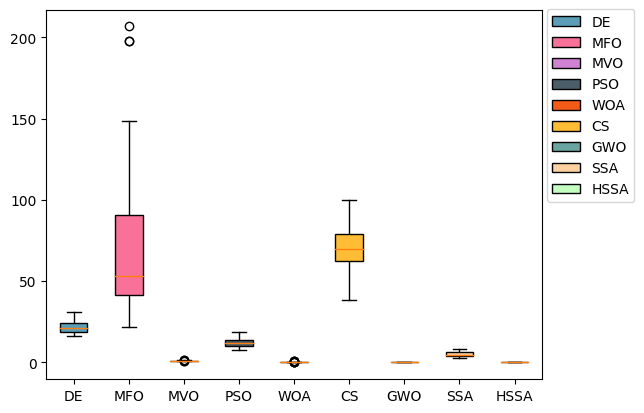 200
150
100
50
0
DE MFO MVO PSO WOA CS GWO SSA HSSA
DE
MFO
MVO
PSO
WOA
CS
GWO
SSA
HSSA